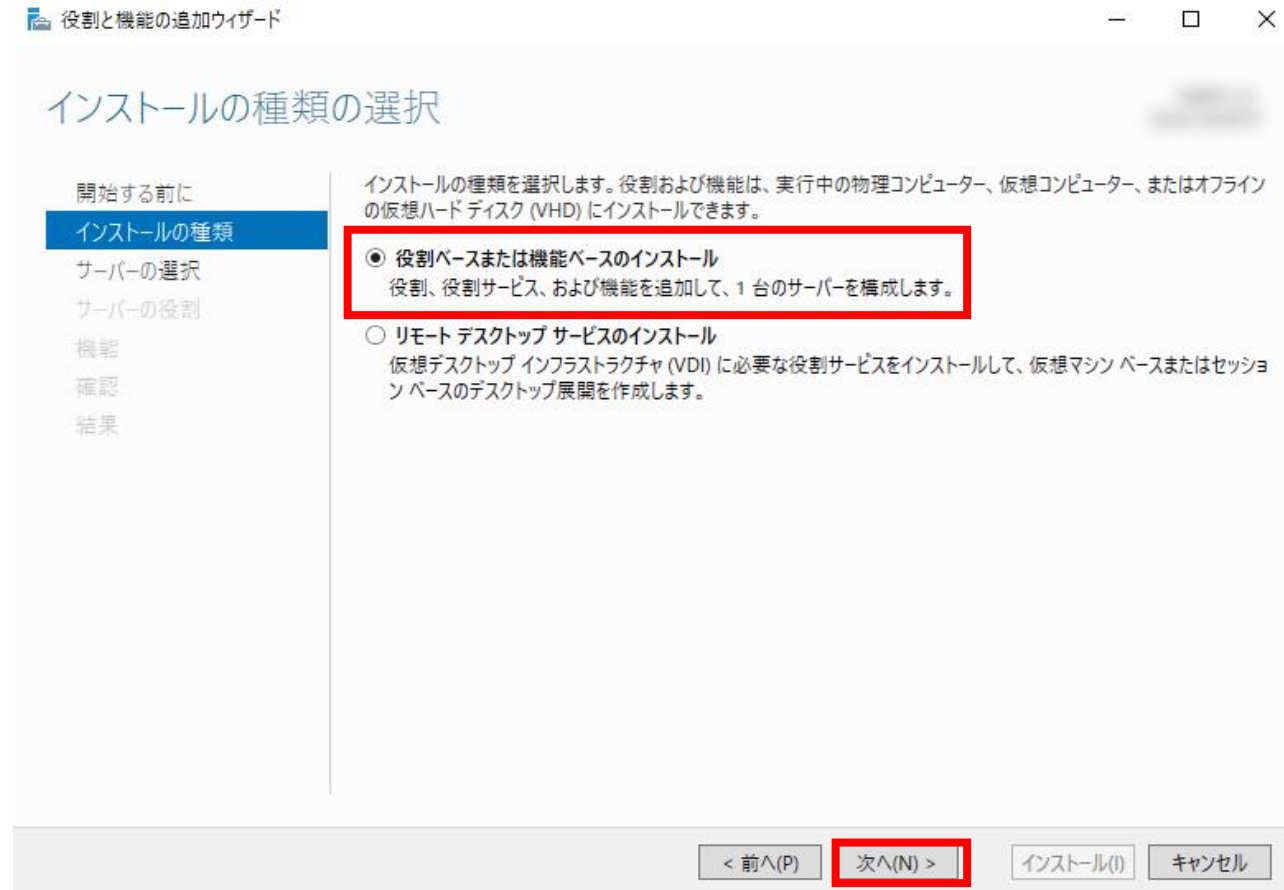 役割と機能の追加ウィザード
インストールの種類の選択
開始する前に
インストールの種類
サーバーの選択
サーバーの役割
機能
確認
結果
インストールの種類を選択します。役割および機能は、実行中の物理コンピューター、仮想コンピューター、またはオフライン
の仮想ハード ディスク (VHD) にインストールできます。
役割ベースまたは機能ベースのインストール
役割、役割サービス、および機能を追加して、1 台のサーバーを構成します。
リモート デスクトップ サービスのインストール
仮想デスクトップ インフラストラクチャ (VDI) に必要な役割サービスをインストールして、仮想マシン ベースまたはセッショ
ン ベースのデスクトップ展開を作成します。
< 前へ(P)
次へ(N) >
インストール(I)
キャンセル